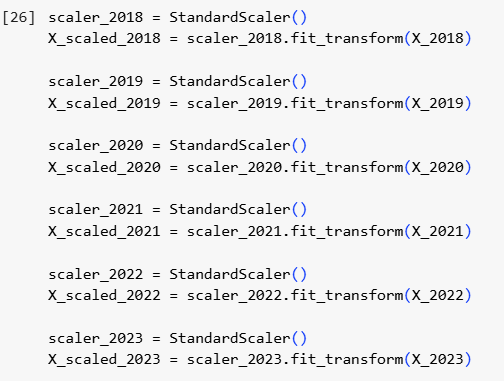 [26] scaler_2018 = StandardScaler()
X_scaled_2018 = scaler_2018.fit_transform(X_2018)
scaler_2019 = StandardScaler()
X_scaled_2019 = scaler_2019.fit_transform(X_2019)
scaler_2020 = StandardScaler()
X_scaled_2020 = scaler_2020.fit_transform(X_2020)
scaler_2021 = StandardScaler()
X_scaled_2021 = scaler_2021.fit_transform(X_2021)
scaler_2022 = StandardScaler()
X_scaled_2022 = scaler_2022.fit_transform(X_2022)
scaler_2023 = StandardScaler()
X_scaled_2023 = scaler_2023.fit_transform(X_2023)